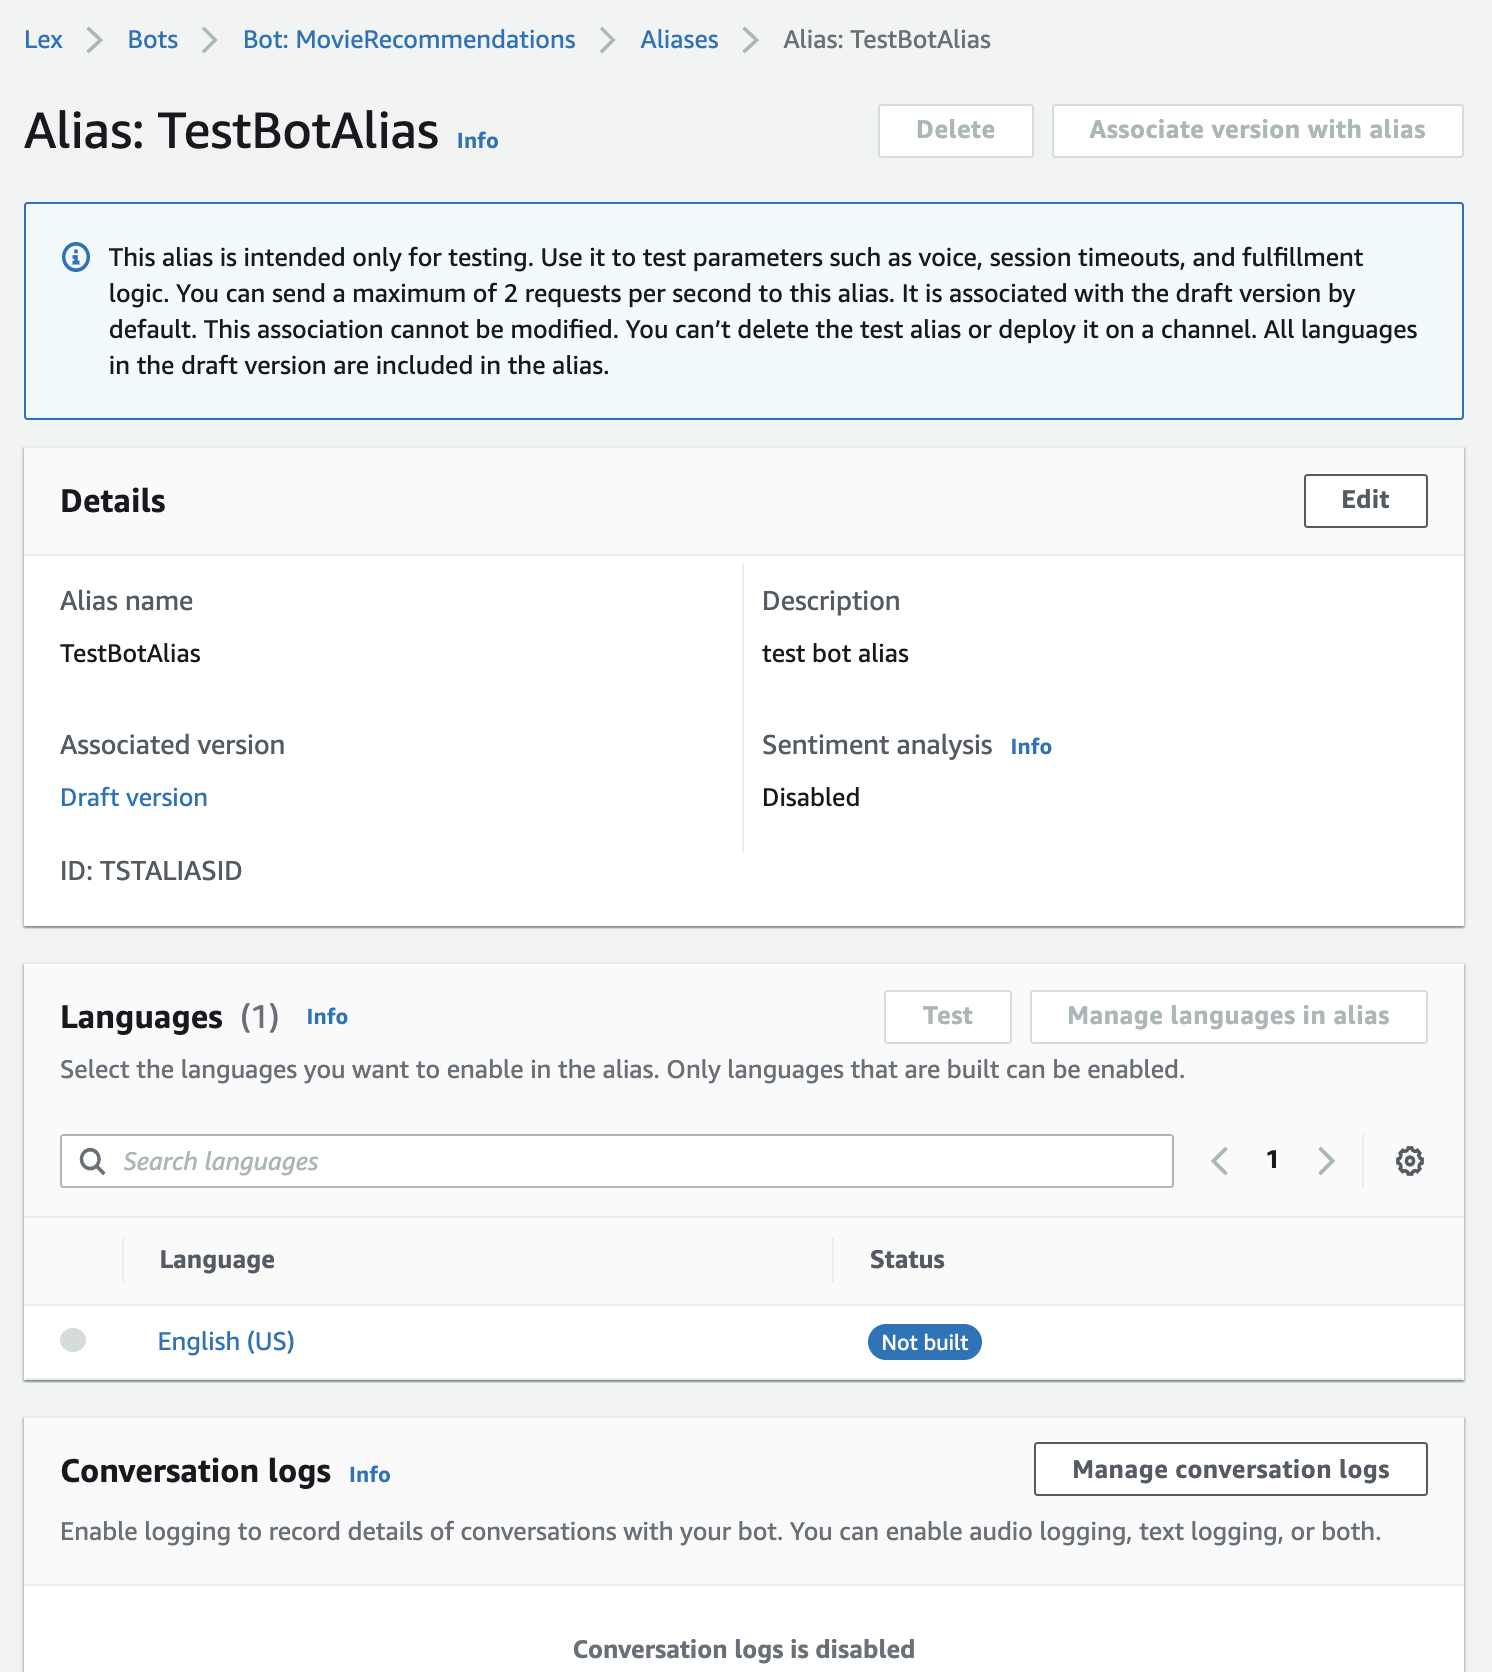 Lex > Bots > Bot: MovieRecommendations > Aliases > Alias: TestBotAlias
Alias: TestBotAlias Info Delete Associate version with alias
This alias is intended only for testing. Use it to test parameters such as voice, session timeouts, and fulfillment
logic. You can send a maximum of 2 requests per second to this alias. It is associated with the draft version by
default. This association cannot be modified. You can’t delete the test alias or deploy it on a channel. All languages
in the draft version are included in the alias.
Details Edit
Alias name
TestBotAlias
Associated version
Draft version
ID: TSTALIASID
Description
test bot alias
Sentiment analysis Info
Disabled
Languages (1) Info Test Manage languages in alias
Select the languages you want to enable in the alias. Only languages that are built can be enabled.
Search languages 1
Language Status
English (US) Not built
Conversation logs Info Manage conversation logs
Enable logging to record details of conversations with your bot. You can enable audio logging, text logging, or both.
Conversation logs is disabled